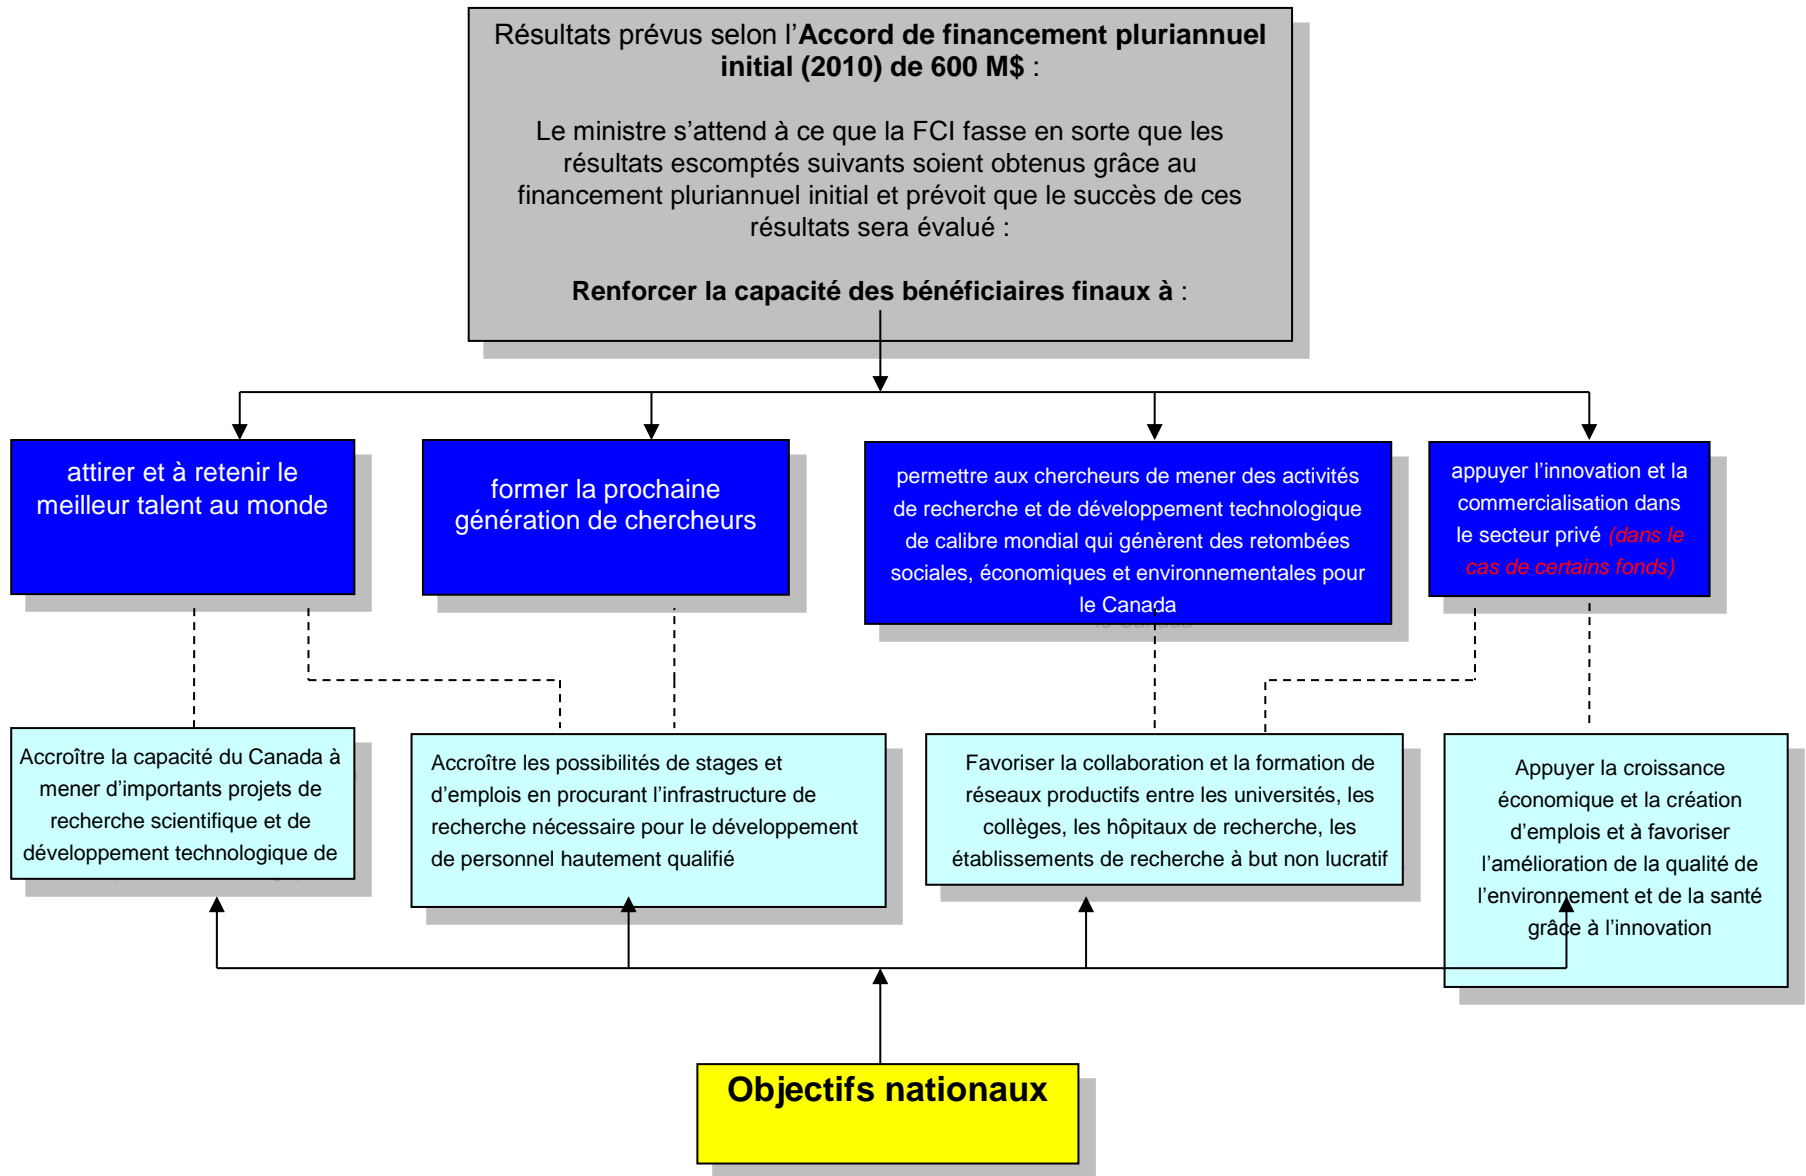 Résultats prévus selon l’Accord de financement pluriannuel
initial (2010) de 600 M$ :
Le ministre s’attend à ce que la FCI fasse en sorte que les
résultats escomptés suivants soient obtenus grâce au
financement pluriannuel initial et prévoit que le succès de ces
résultats sera évalué :
Renforcer la capacité des bénéficiaires finaux à :
attirer et à retenir le
meilleur talent au monde
former la prochaine
génération de chercheurs
permettre aux chercheurs de mener des activités
de recherche et de développement technologique
de calibre mondial qui génèrent des retombées
sociales, économiques et environnementales pour
le Canada
appuyer l’innovation et la
commercialisation dans
le secteur privé (dans le
cas de certains fonds)
Accroître la capacité du Canada à
mener d’importants projets de
recherche scientifique et de
développement technologique de
Accroître les possibilités de stages et
d’emplois en procurant l’infrastructure de
recherche nécessaire pour le développement
de personnel hautement qualifié
Favoriser la collaboration et la formation de
réseaux productifs entre les universités, les
collèges, les hôpitaux de recherche, les
établissements de recherche à but non lucratif
Appuyer la croissance
économique et la création
d’emplois et à favoriser
l’amélioration de la qualité de
l’environnement et de la santé
grâce à l’innovation
Objectifs nationaux